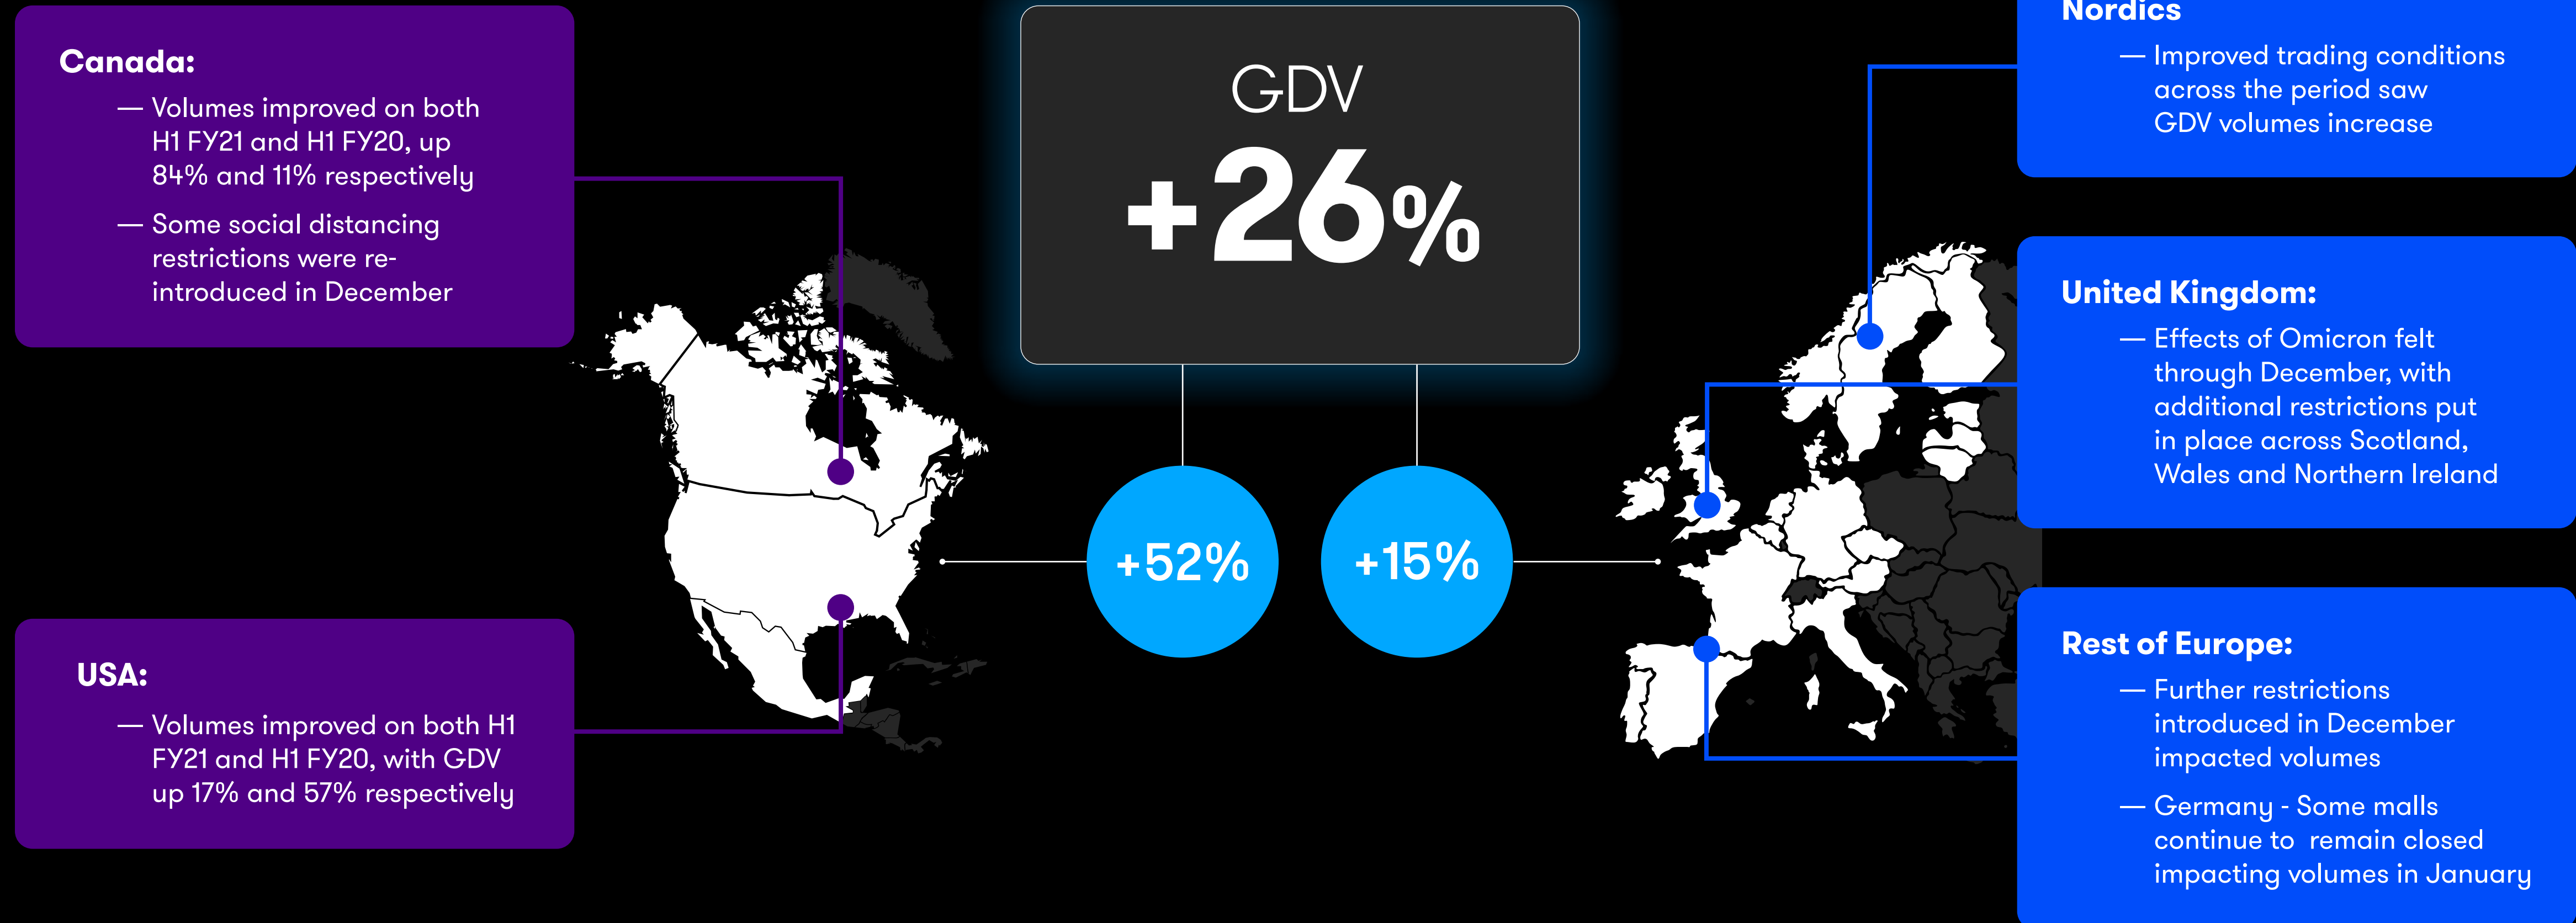 Canada:
— Volumes improved on both
H1 FY21 and H1 FY20, up
84% and 11% respectively
— Some social distancing
restrictions were re-
introduced in December
USA:
— Volumes improved on both H1
FY21 and H1 FY20, with GDV
up 17% and 57% respectively
GDV
+26%
+52%
+15%
Nordics
— Improved trading conditions
across the period saw
GDV volumes increase
United Kingdom:
— Effects of Omicron felt
through December, with
additional restrictions put
in place across Scotland,
Wales and Northern Ireland
Rest of Europe:
— Further restrictions
introduced in December
impacted volumes
— Germany - Some malls
continue to  remain closed
impacting volumes in January